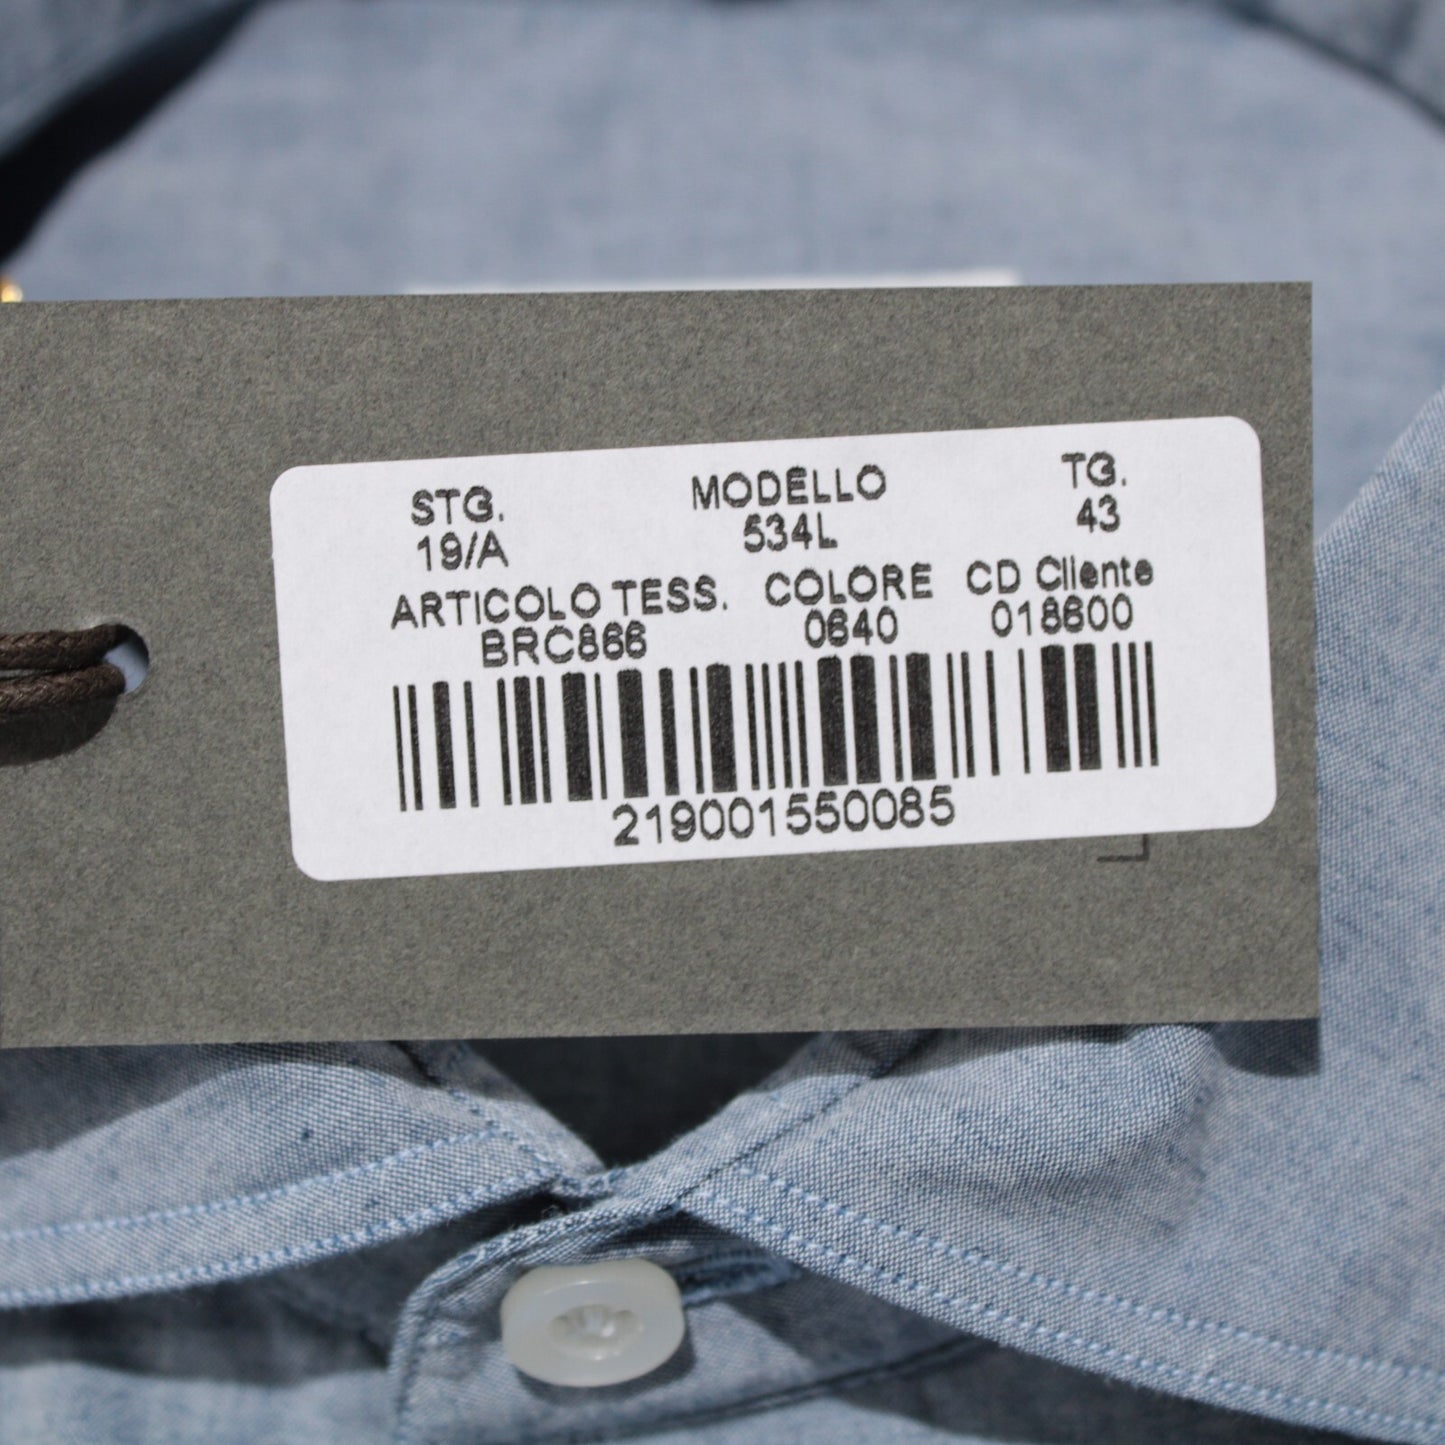 STG. MODELLO TG.
19/A 534L 43
ARTICOLO TESS. COLORE CD Cliente
BRC866 0640 018600
219001550085